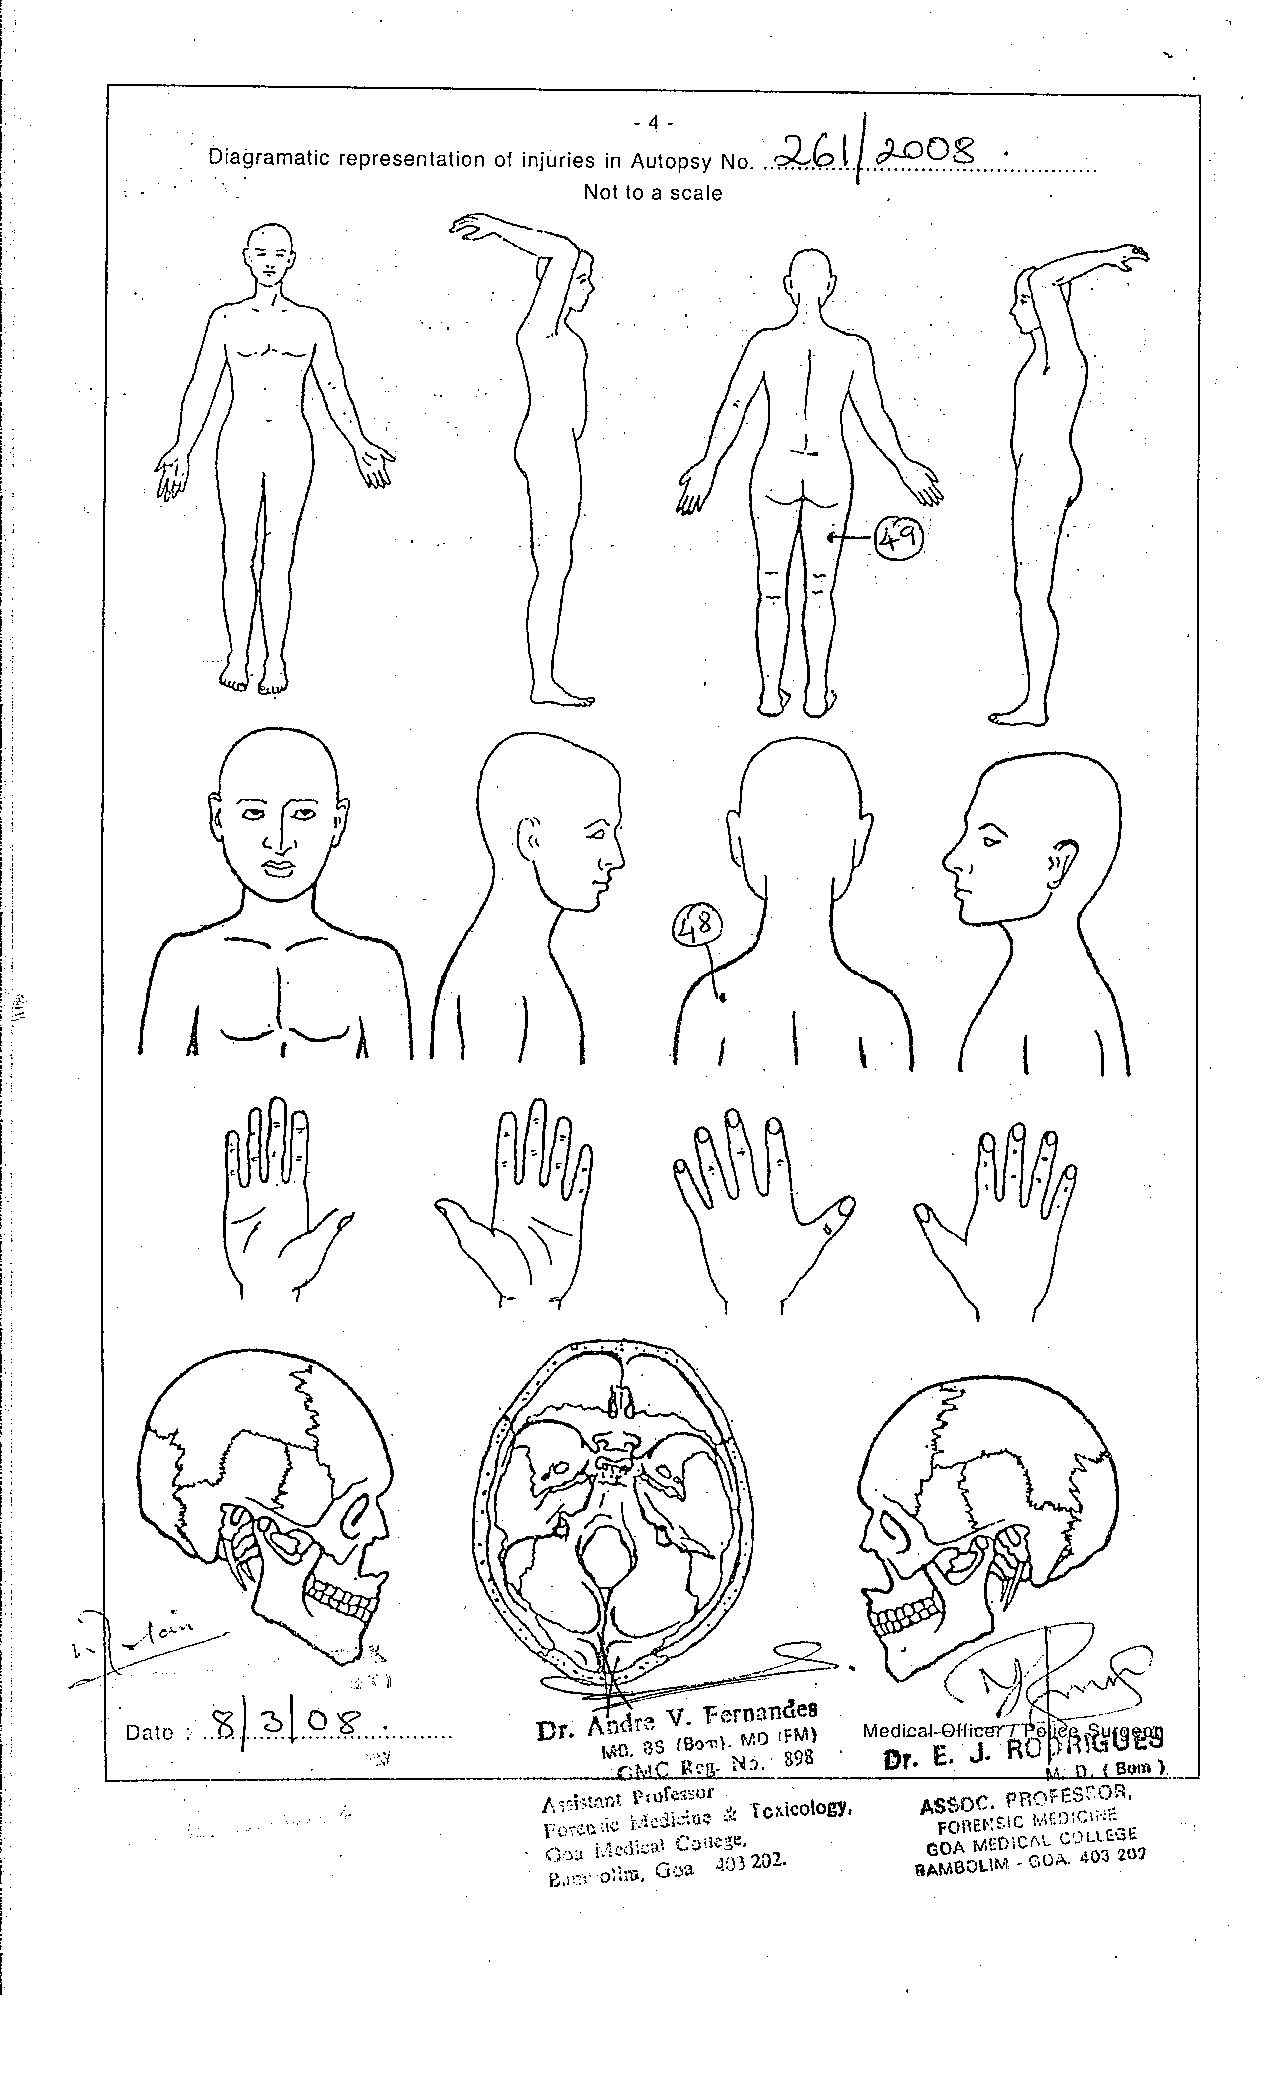 - 4 -
Diagramatic representation of injuries in Autopsy No. 261/2008
Not to a scale
49
48
Date : 8/3/08
Dr. Andre V. Fernandes
MB. BS (Bom). MD (FM)
GMC Reg. No. 898
Assistant Professor
Forensic Medicine & Toxicology,
Goa Medical College,
Bambolim, Goa 403 202.
Medical-Officer / Police Surgeon
Dr. E. J. RODRIGUES
M. D. ( Bom )
ASSOC. PROFESSOR,
FORENSIC MEDICINE
GOA MEDICAL COLLEGE
BAMBOLIM - GOA. 403 202